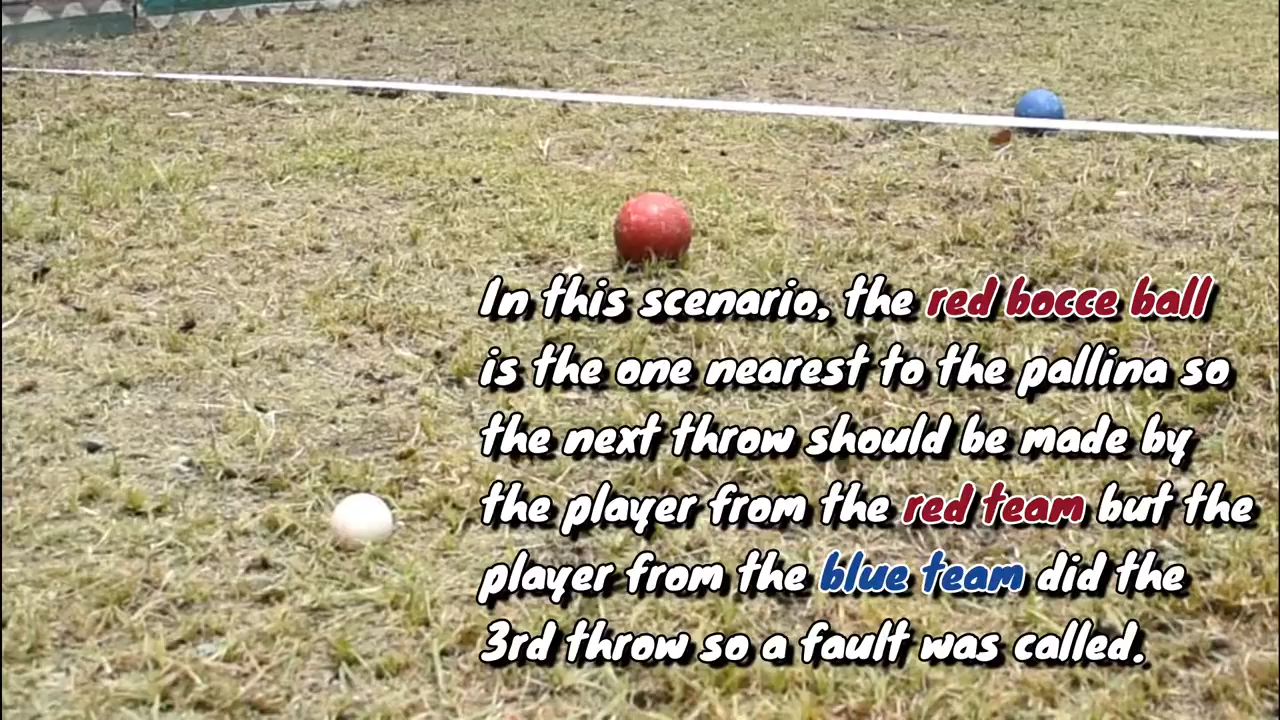 In this scenario, the red bocce ball
is the one nearest to the pallina so
the next throw should be made by
the player from the red team but the
player from the blue team did the
3rd throw so a fault was called.